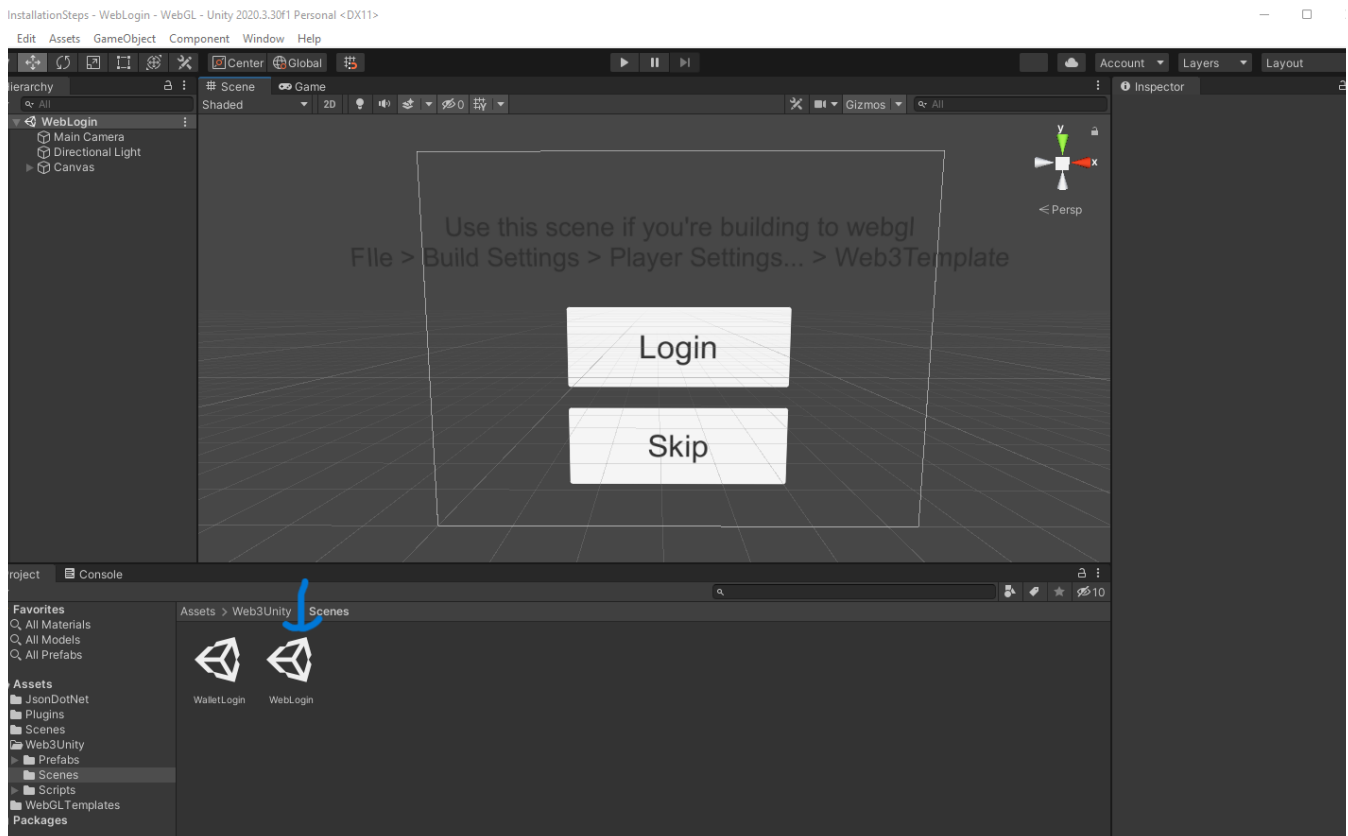 InstallationSteps - WebLogin - WebGL - Unity 2020.3.30f1 Personal <DX11>
Edit Assets GameObject Component Window Help
Center Global Account Layers Layout
ierarchy # Scene Game Inspector
All Shaded 2D 0 Gizmos All
WebLogin
Main Camera
Directional Light
Canvas
y
x
Persp
Use this scene if you're building to webgl
FIle > Build Settings > Player Settings... > Web3Template
Login
Skip
roject Console
10
Favorites
Assets > Web3Unity Scenes
All Materials
All Models
All Prefabs
Assets
JsonDotNet
WalletLogin WebLogin
Plugins
Scenes
Web3Unity
Prefabs
Scenes
Scripts
WebGLTemplates
Packages